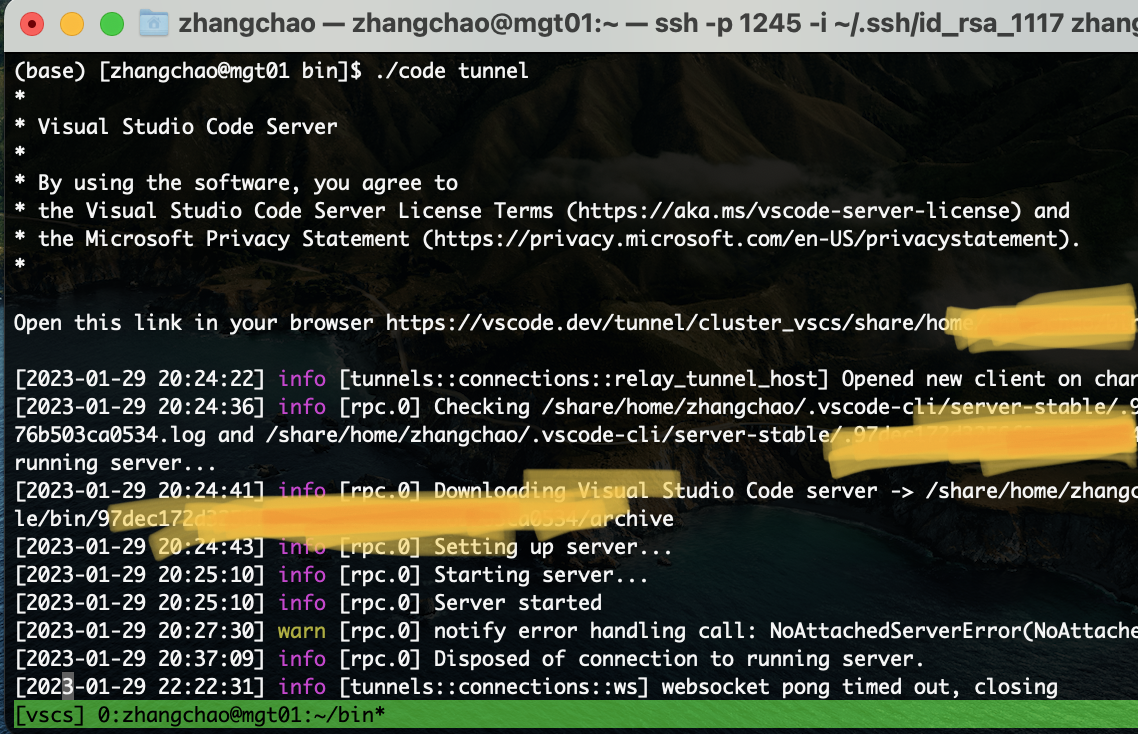 zhangchao — zhangchao@mgt01:~ — ssh -p 1245 -i ~/.ssh/id_rsa_1117 zhang
(base) [zhangchao@mgt01 bin]$ ./code tunnel
*
* Visual Studio Code Server
*
* By using the software, you agree to
* the Visual Studio Code Server License Terms (https://aka.ms/vscode-server-license) and
* the Microsoft Privacy Statement (https://privacy.microsoft.com/en-US/privacystatement).
*
Open this link in your browser https://vscode.dev/tunnel/cluster_vscs/share/home
[2023-01-29 20:24:22] info [tunnels::connections::relay_tunnel_host] Opened new client on chan
[2023-01-29 20:24:36] info [rpc.0] Checking /share/home/zhangchao/.vscode-cli/server-stable/.9
76b503ca0534.log and /share/home/zhangchao/.vscode-cli/server-stable/.97dec172d
running server...
[2023-01-29 20:24:41] info [rpc.0] Downloading Visual Studio Code server -> /share/home/zhangc
le/bin/97dec172d32 ca0534/archive
[2023-01-29 20:24:43] info [rpc.0] Setting up server...
[2023-01-29 20:25:10] info [rpc.0] Starting server...
[2023-01-29 20:25:10] info [rpc.0] Server started
[2023-01-29 20:27:30] warn [rpc.0] notify error handling call: NoAttachedServerError(NoAttache
[2023-01-29 20:37:09] info [rpc.0] Disposed of connection to running server.
[2023-01-29 22:22:31] info [tunnels::connections::ws] websocket pong timed out, closing
[vscs] 0:zhangchao@mgt01:~/bin*